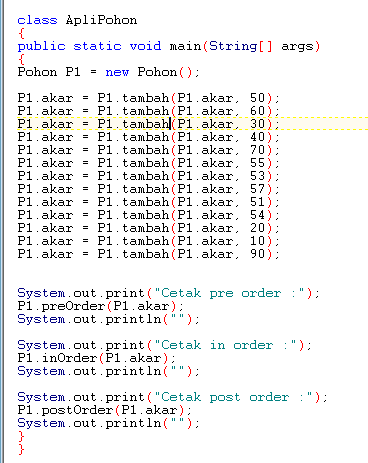 class ApliPohon
{
public static void main(String[] args)
{
Pohon P1 = new Pohon();
P1.akar = P1.tambah(P1.akar, 50);
P1.akar = P1.tambah(P1.akar, 60);
P1.akar = P1.tambah(P1.akar, 30);
P1.akar = P1.tambah(P1.akar, 40);
P1.akar = P1.tambah(P1.akar, 70);
P1.akar = P1.tambah(P1.akar, 55);
P1.akar = P1.tambah(P1.akar, 53);
P1.akar = P1.tambah(P1.akar, 57);
P1.akar = P1.tambah(P1.akar, 51);
P1.akar = P1.tambah(P1.akar, 54);
P1.akar = P1.tambah(P1.akar, 20);
P1.akar = P1.tambah(P1.akar, 10);
P1.akar = P1.tambah(P1.akar, 90);
System.out.print("Cetak pre order :");
P1.preOrder(P1.akar);
System.out.println("");
System.out.print("Cetak in order :");
P1.inOrder(P1.akar);
System.out.println("");
System.out.print("Cetak post order :");
P1.postOrder(P1.akar);
System.out.println("");
}
}